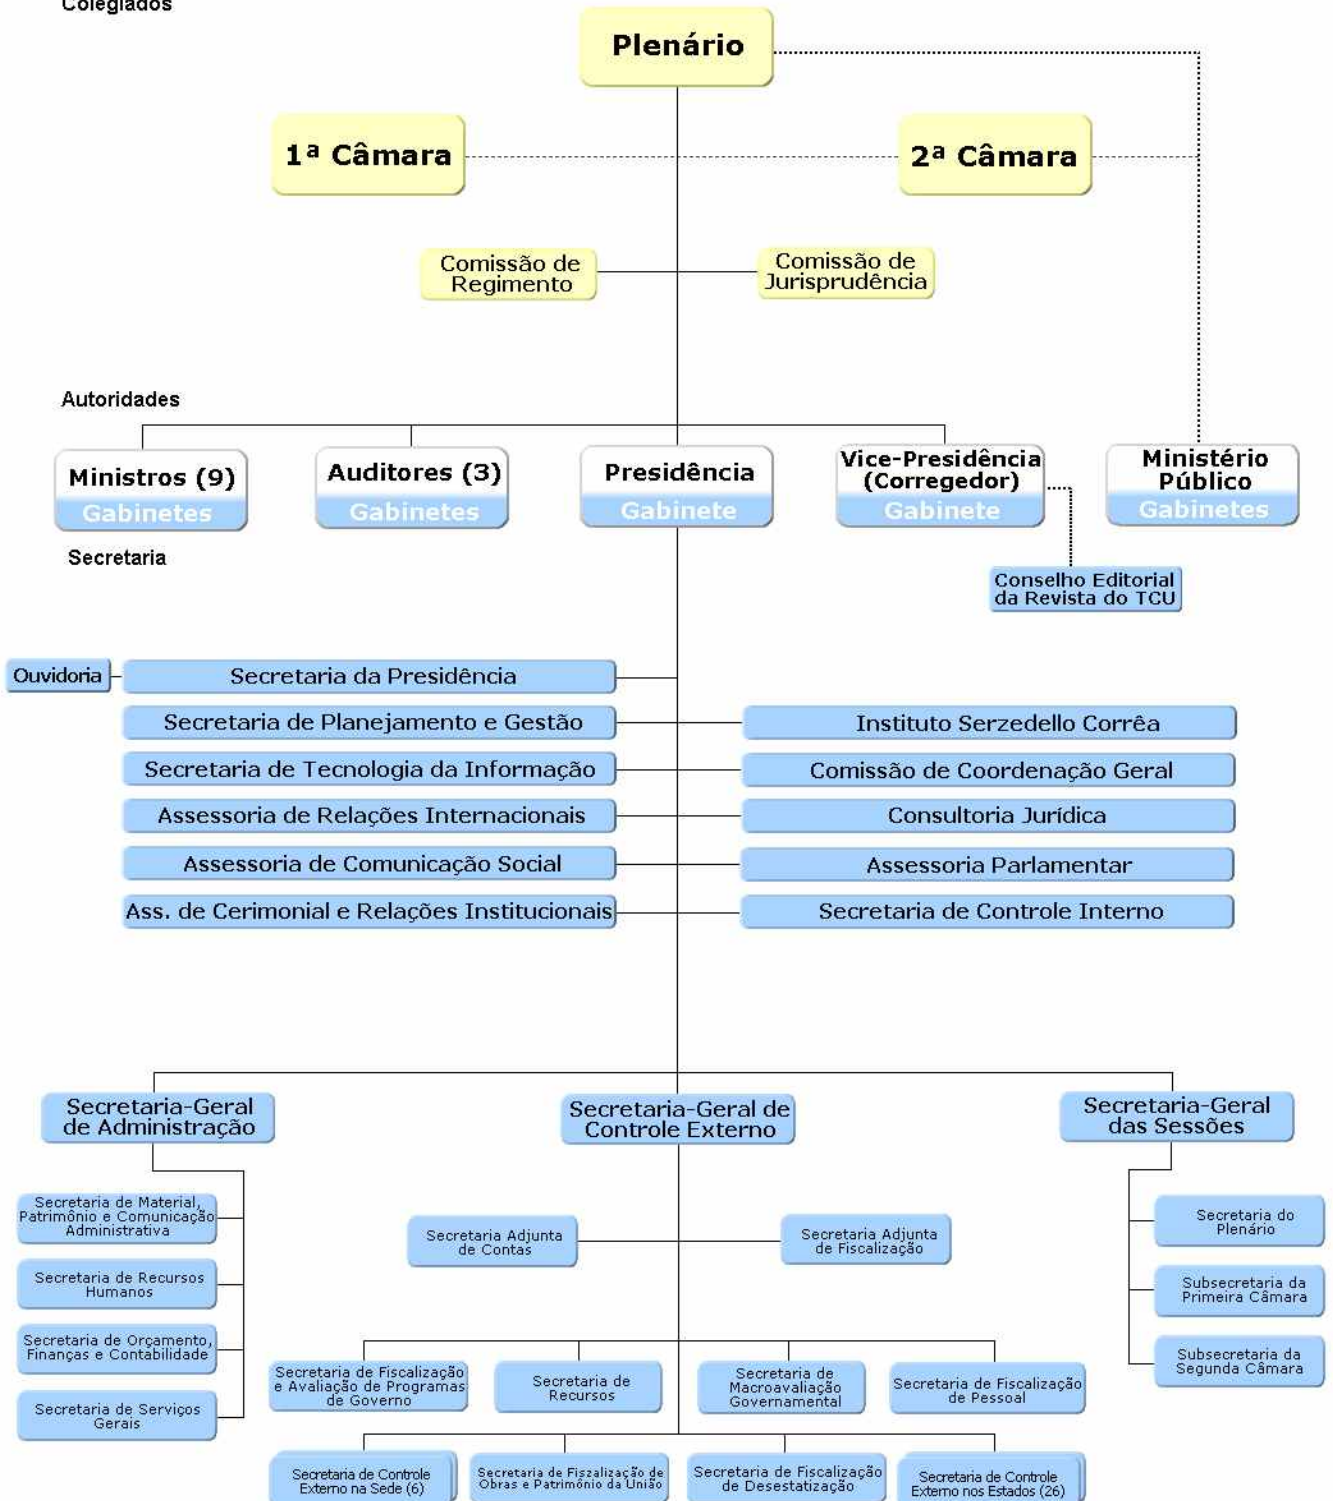 Colegiados
Plenário
1ª Câmara
2ª Câmara
Comissão de
Regimento
Comissão de
Jurisprudência
Autoridades
Ministros (9)
Gabinetes
Auditores (3)
Gabinetes
Presidência
Gabinete
Vice-Presidência
(Corregedor)
Gabinete
Ministério
Público
Gabinetes
Secretaria
Conselho Editorial
da Revista do TCU
Ouvidoria
Secretaria da Presidência
Secretaria de Planejamento e Gestão
Instituto Serzedello Corrêa
Secretaria de Tecnologia da Informação
Comissão de Coordenação Geral
Assessoria de Relações Internacionais
Consultoria Jurídica
Assessoria de Comunicação Social
Assessoria Parlamentar
Ass. de Cerimonial e Relações Institucionais
Secretaria de Controle Interno
Secretaria-Geral
de Administração
Secretaria-Geral de
Controle Externo
Secretaria-Geral
das Sessões
Secretaria de Material,
Patrimônio e Comunicação
Administrativa
Secretaria de Recursos
Humanos
Secretaria de Orçamento,
Finanças e Contabilidade
Secretaria de Serviços
Gerais
Secretaria Adjunta
de Contas
Secretaria Adjunta
de Fiscalização
Secretaria do
Plenário
Subsecretaria da
Primeira Câmara
Subsecretaria da
Segunda Câmara
Secretaria de Fiscalização
e Avaliação de Programas
de Governo
Secretaria de
Recursos
Secretaria de
Macroavaliação
Governamental
Secretaria de Fiscalização
de Pessoal
Secretaria de Controle
Externo na Sede (6)
Secretaria de Fiszalização de
Obras e Patrimônio da União
Secretaria de Fiscalização
de Desestatização
Secretaria de Controle
Externo nos Estados (26)